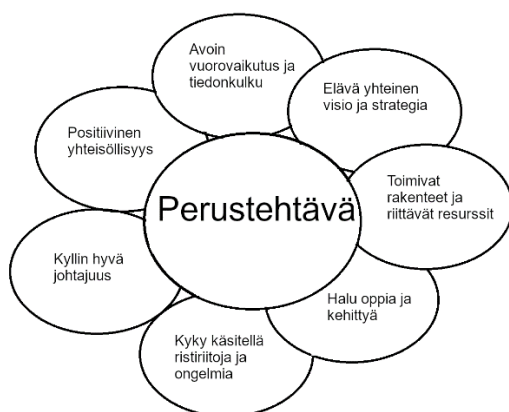 Avoin
vuorovaikutus ja
tiedonkulku
Elävä yhteinen
visio ja strategia
Positiivinen
yhteisöllisyys
Perustehtävä
Toimivat
rakenteet ja
riittävät resurssit
Kyllin hyvä
johtajuus
Halu oppia ja
kehittyä
Kyky käsitellä
ristiriitoja ja
ongelmia